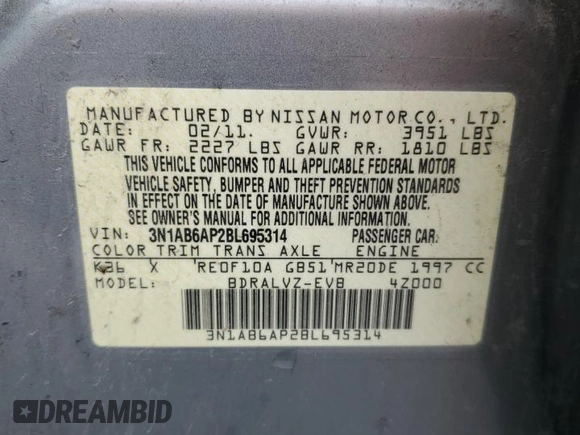 MANUFACTURED BY NISSAN MOTOR CO., LTD.
DATE: 02/11. GVWR: 3951 LBS
GAWR FR: 2227 LBS GAWR RR: 1810 LBS
THIS VEHICLE CONFORMS TO ALL APPLICABLE FEDERAL MOTOR
VEHICLE SAFETY, BUMPER AND THEFT PREVENTION STANDARDS
IN EFFECT ON THE DATE OF MANUFACTURE SHOWN ABOVE.
SEE OWNER'S MANUAL FOR ADDITIONAL INFORMATION.
VIN: 3N1AB6AP2BL695314 PASSENGER CAR.
COLOR TRIM TRANS AXLE ENGINE
K36 X 'RE0F10A GB51'MR20DE 1997 CC
MODEL: BDRALVZ-EVB 4Z000
3N1AB6AP2BL695314
DREAMBID